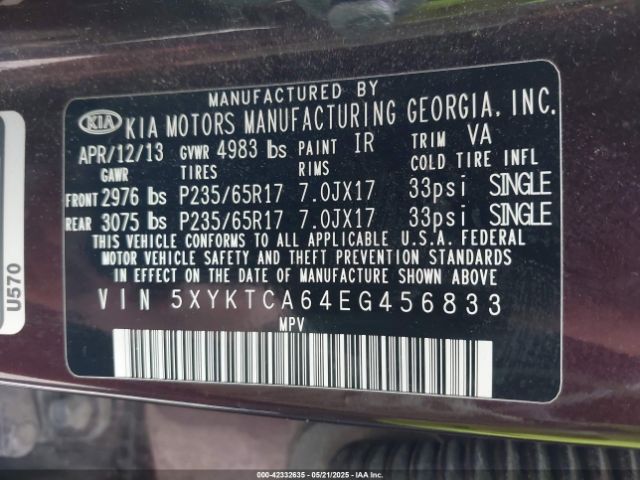 MANUFACTURED BY
KIA KIA MOTORS MANUFACTURING GEORGIA, INC.
APR/12/13 GVWR 4983 lbs PAINT IR TRIM VA
GAWR TIRES RIMS COLD TIRE INFL
FRONT 2976 lbs P235/65R17 7.0JX17 33psi SINGLE
REAR 3075 lbs P235/65R17 7.0JX17 33psi SINGLE
THIS VEHICLE CONFORMS TO ALL APPLICABLE U.S.A. FEDERAL
MOTOR VEHICLE SAFETY AND THEFT PREVENTION STANDARDS
IN EFFECT ON THE DATE OF MANUFACTURE SHOWN ABOVE
VIN 5XYKTCA64EG456833
MPV
U570
000-42332635 - 05/21/2025 - IAA Inc.